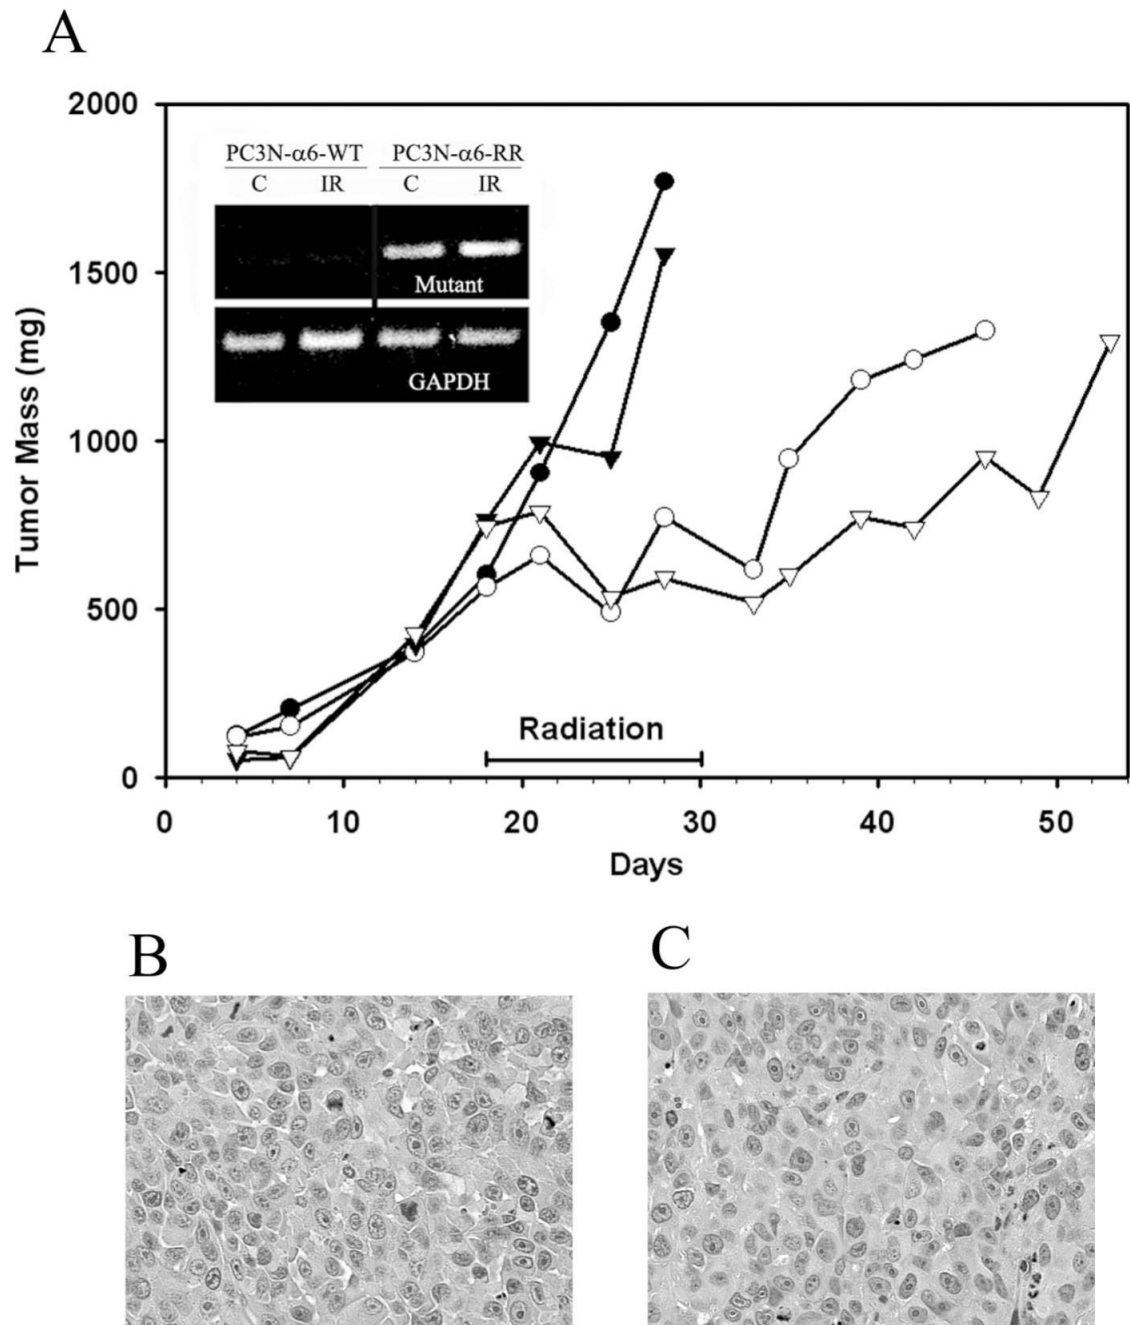 A
2000
1500
1000
500
0
Tumor Mass (mg)
PC3N-α6-WT PC3N-α6-RR
C IR C IR
Mutant
GAPDH
Radiation
0 10 20 30 40 50
Days
B C